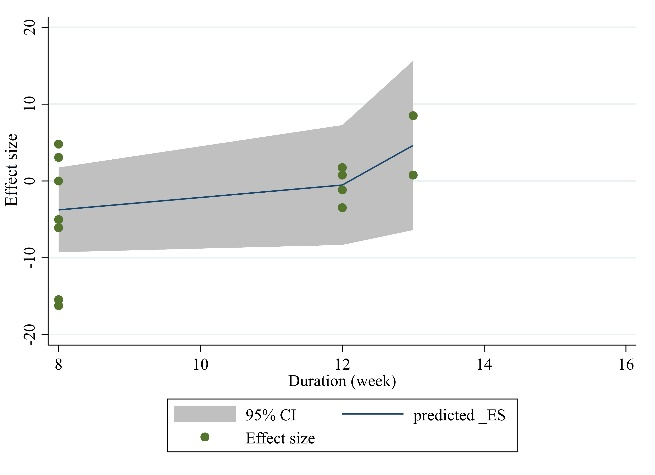 20
10
0
-10
-20
Effect size
8
10
12
14
16
Duration (week)
95% CI
predicted _ES
Effect size